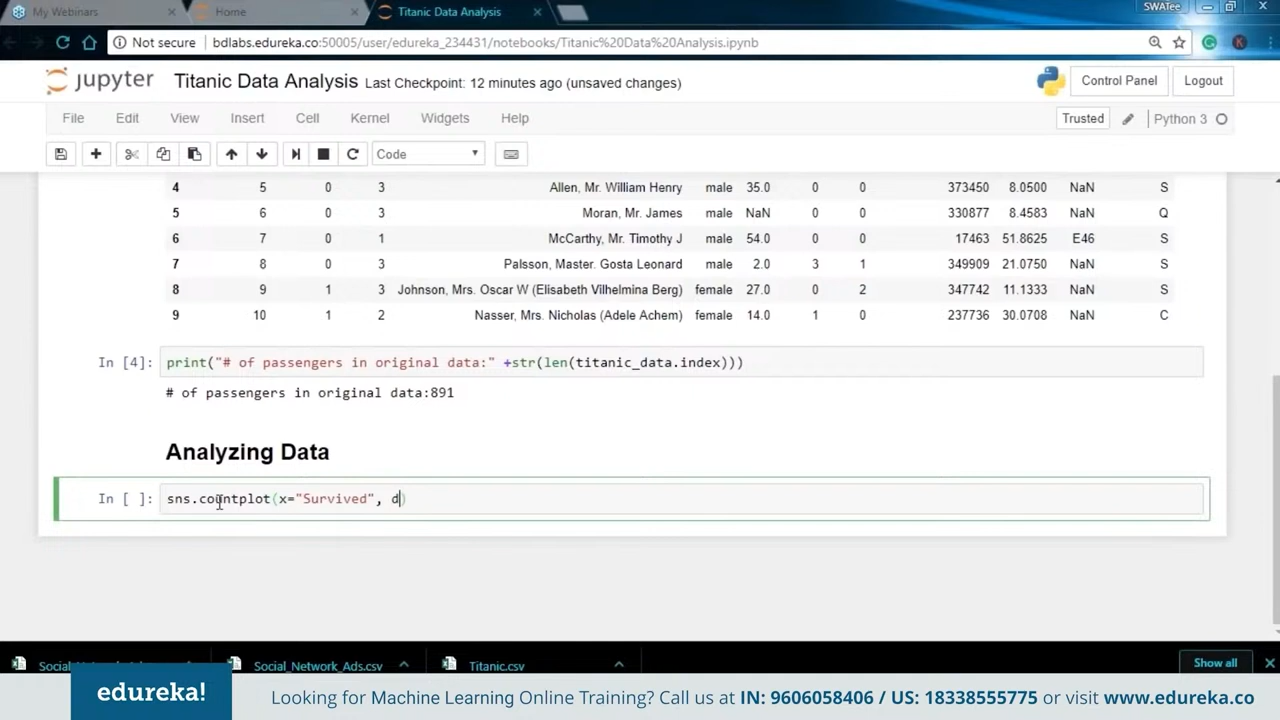 SWATee
My Webinars
Home
Titanic Data Analysis
Not secure bdlabs.edureka.co:50005/user/edureka_234431/notebooks/Titanic%20Data%20Analysis.ipynb
jupyter Titanic Data Analysis Last Checkpoint: 12 minutes ago (unsaved changes) Control Panel Logout
File Edit View Insert Cell Kernel Widgets Help Trusted Python 3
Code
4 5 0 3 Allen, Mr. William Henry male 35.0 0 0 373450 8.0500 NaN S
5 6 0 3 Moran, Mr. James male NaN 0 0 330877 8.4583 NaN Q
6 7 0 1 McCarthy, Mr. Timothy J male 54.0 0 0 17463 51.8625 E46 S
7 8 0 3 Palsson, Master. Gosta Leonard male 2.0 3 1 349909 21.0750 NaN S
8 9 1 3 Johnson, Mrs. Oscar W (Elisabeth Vilhelmina Berg) female 27.0 0 2 347742 11.1333 NaN S
9 10 1 2 Nasser, Mrs. Nicholas (Adele Achem) female 14.0 1 0 237736 30.0708 NaN C
In [4]: print("# of passengers in original data:" +str(len(titanic_data.index)))
# of passengers in original data:891
Analyzing Data
In [ ]: sns.countplot(x="Survived", d)
Social_Network_Ads.csv Titanic.csv Show all
edureka! Looking for Machine Learning Online Training? Call us at IN: 9606058406 / US: 18338555775 or visit www.edureka.co